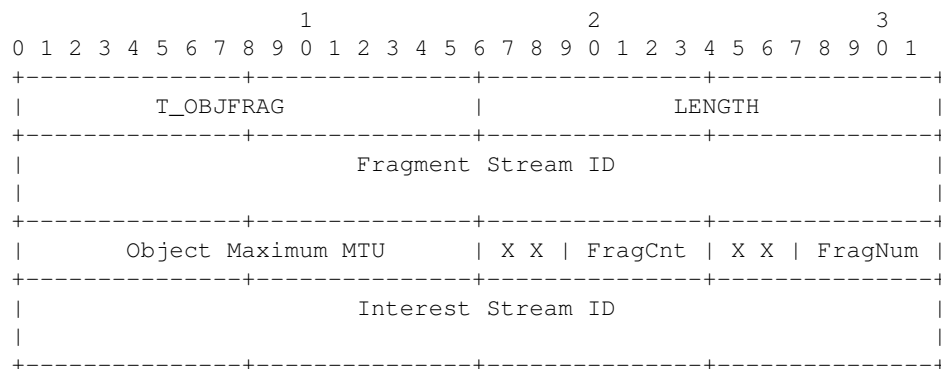 1                   2                   3
0 1 2 3 4 5 6 7 8 9 0 1 2 3 4 5 6 7 8 9 0 1 2 3 4 5 6 7 8 9 0 1
+---------------+---------------+---------------+---------------+
|         T_OBJFRAG             |             LENGTH            |
+---------------+---------------+---------------+---------------+
|                       Fragment Stream ID                      |
|                                                               |
+---------------+---------------+---------------+---------------+
|       Object Maximum MTU      | X X | FragCnt | X X | FragNum |
+---------------+---------------+---------------+---------------+
|                       Interest Stream ID                      |
|                                                               |
+---------------+---------------+---------------+---------------+